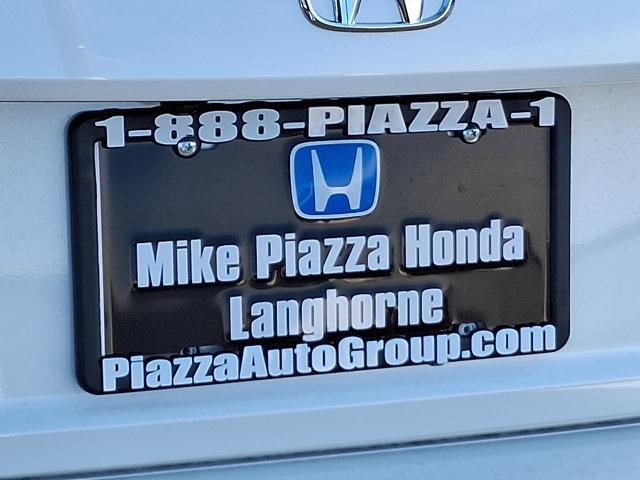 1-888-PIAZZA-1
Mike Piazza Honda
Langhorne
PiazzaAutoGroup.com